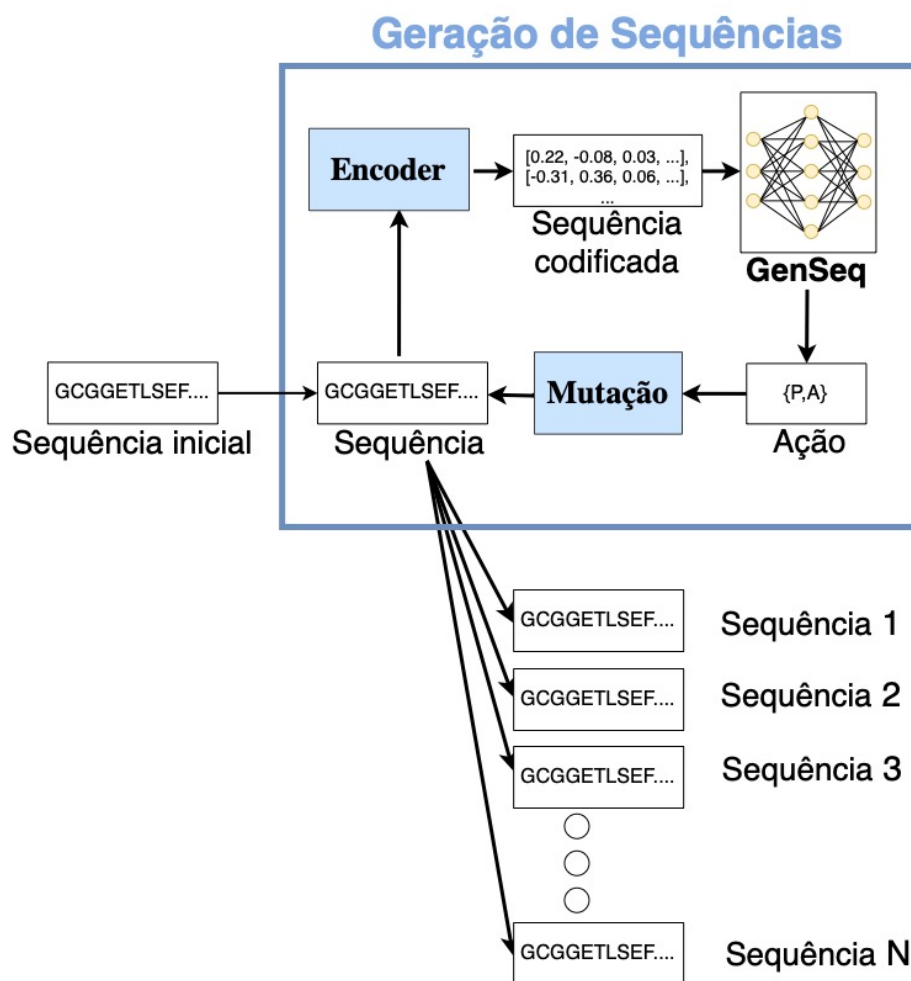 Geração de Sequências
Encoder
[0.22, -0.08, 0.03, ...],
[-0.31, 0.36, 0.06, ...],
...
Sequência
codificada
GenSeq
GCGGETLSEF....
Sequência inicial
GCGGETLSEF....
Sequência
Mutação
{P,A}
Ação
GCGGETLSEF....
Sequência 1
GCGGETLSEF....
Sequência 2
GCGGETLSEF....
Sequência 3
GCGGETLSEF....
Sequência N